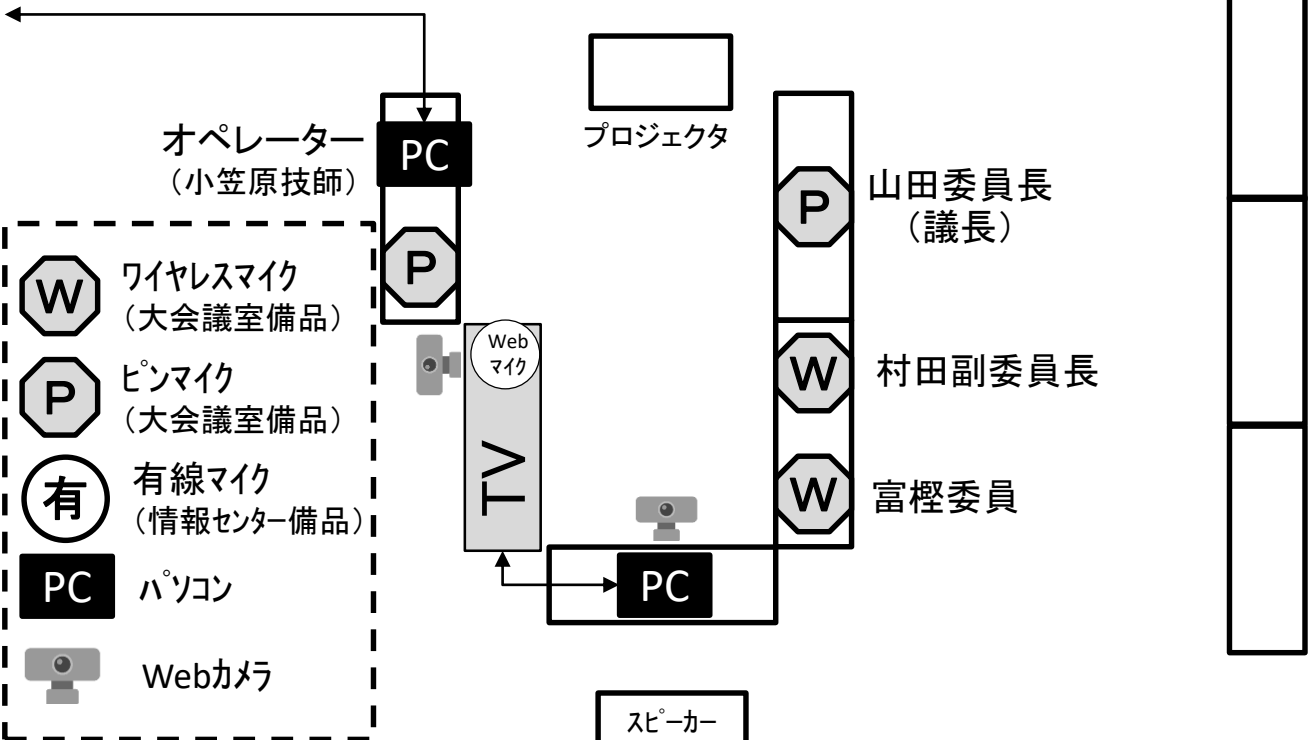 プロジェクタ
オペレーター
（小笠原技師）
PC
P
P
山田委員長
（議長）
W
ワイヤレスマイク
（大会議室備品）
P
ピンマイク
（大会議室備品）
有
有線マイク
（情報センター備品）
PC
パソコン
Webカメラ
Web
マイク
TV
W
村田副委員長
W
富樫委員
PC
スピーカー